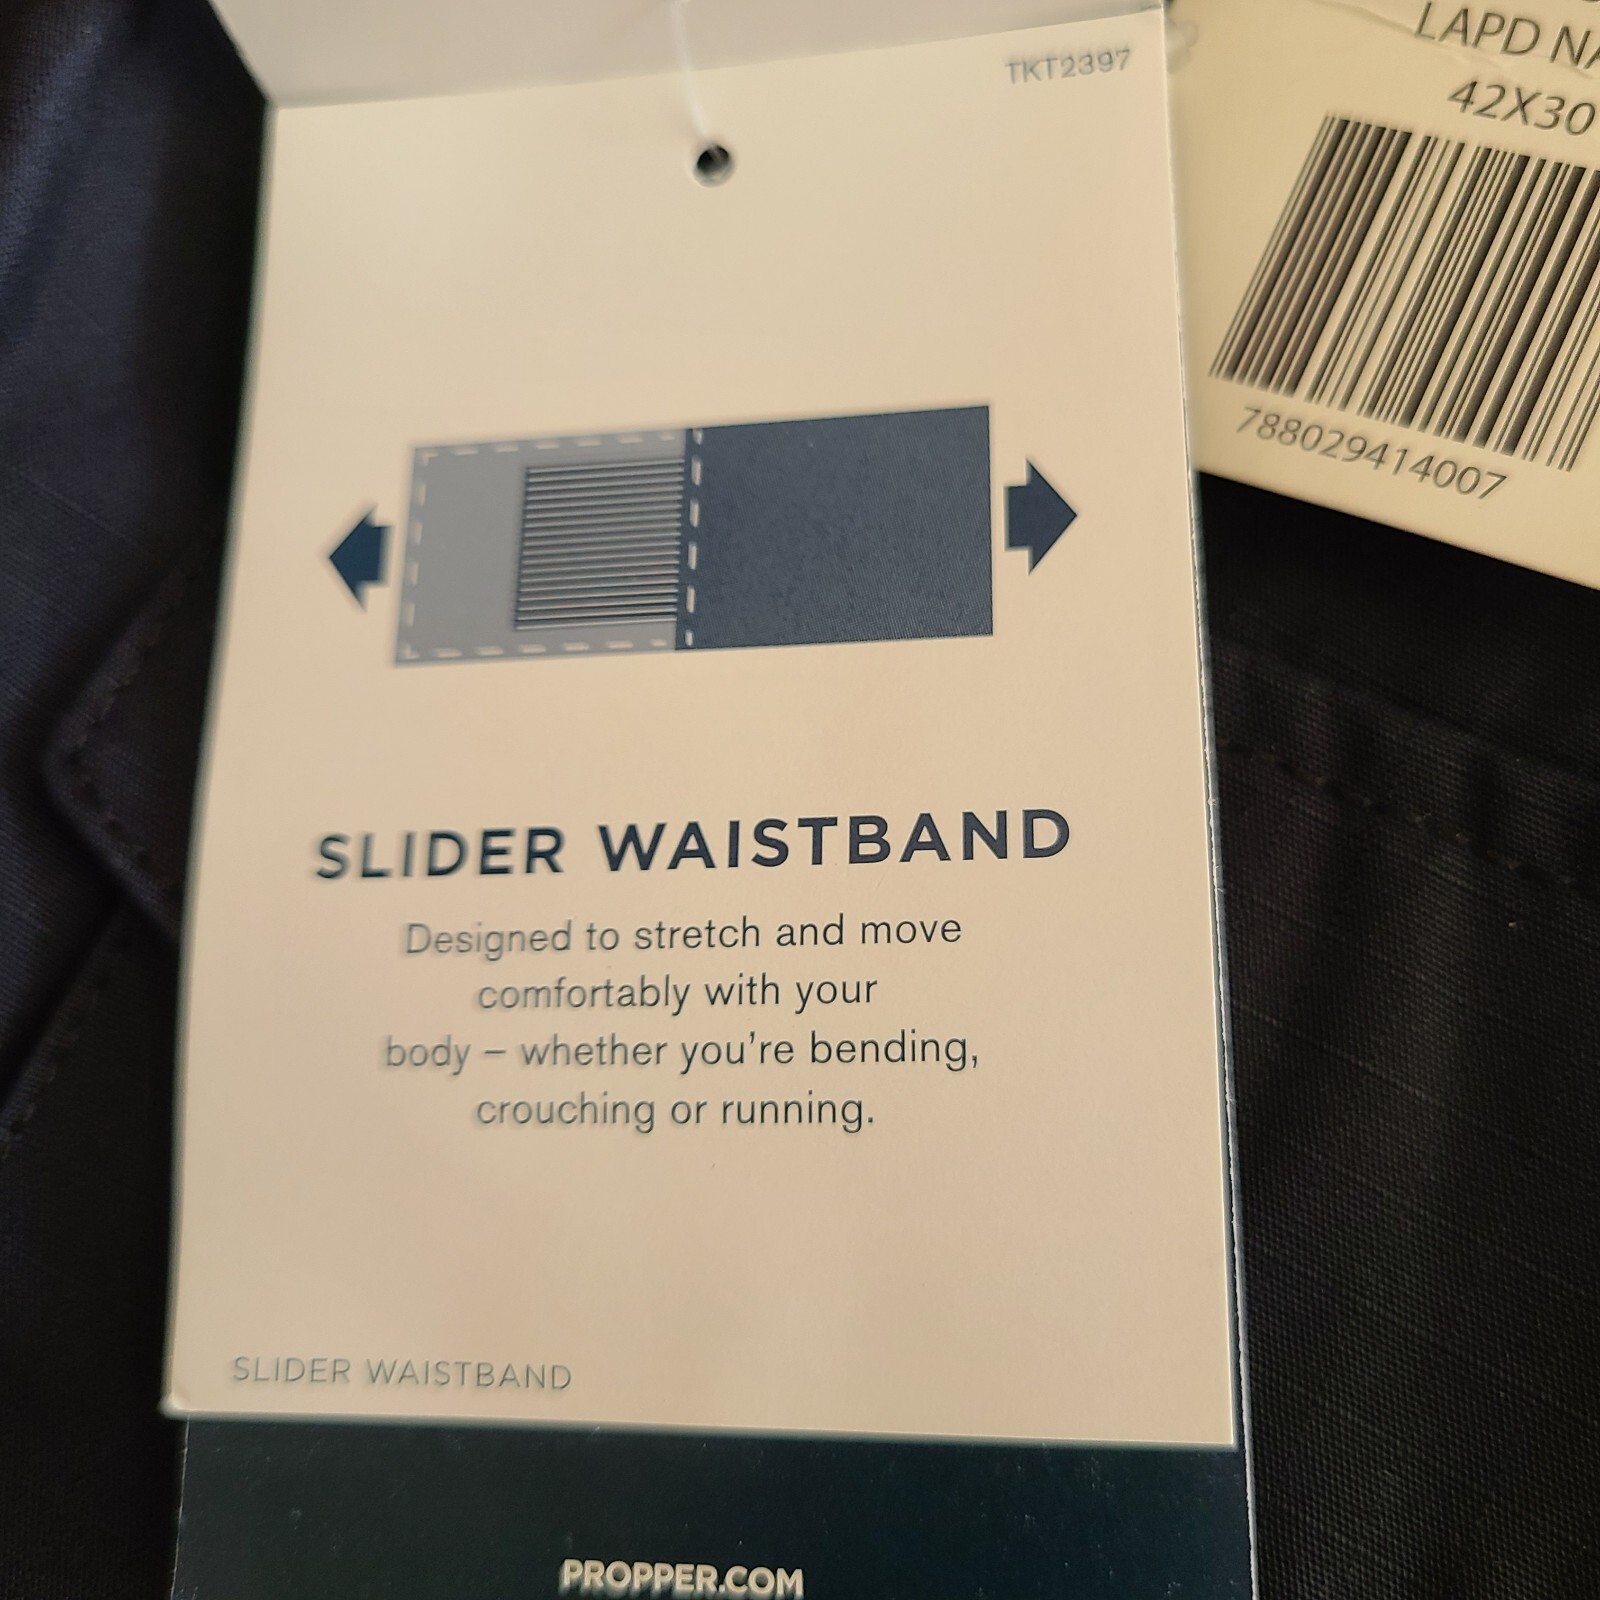 TKT2397
LAPD
42X30
788029414007
SLIDER WAISTBAND
Designed to stretch and move
comfortably with your
body – whether you're bending,
crouching or running.
SLIDER WAISTBAND
PROPPER.COM